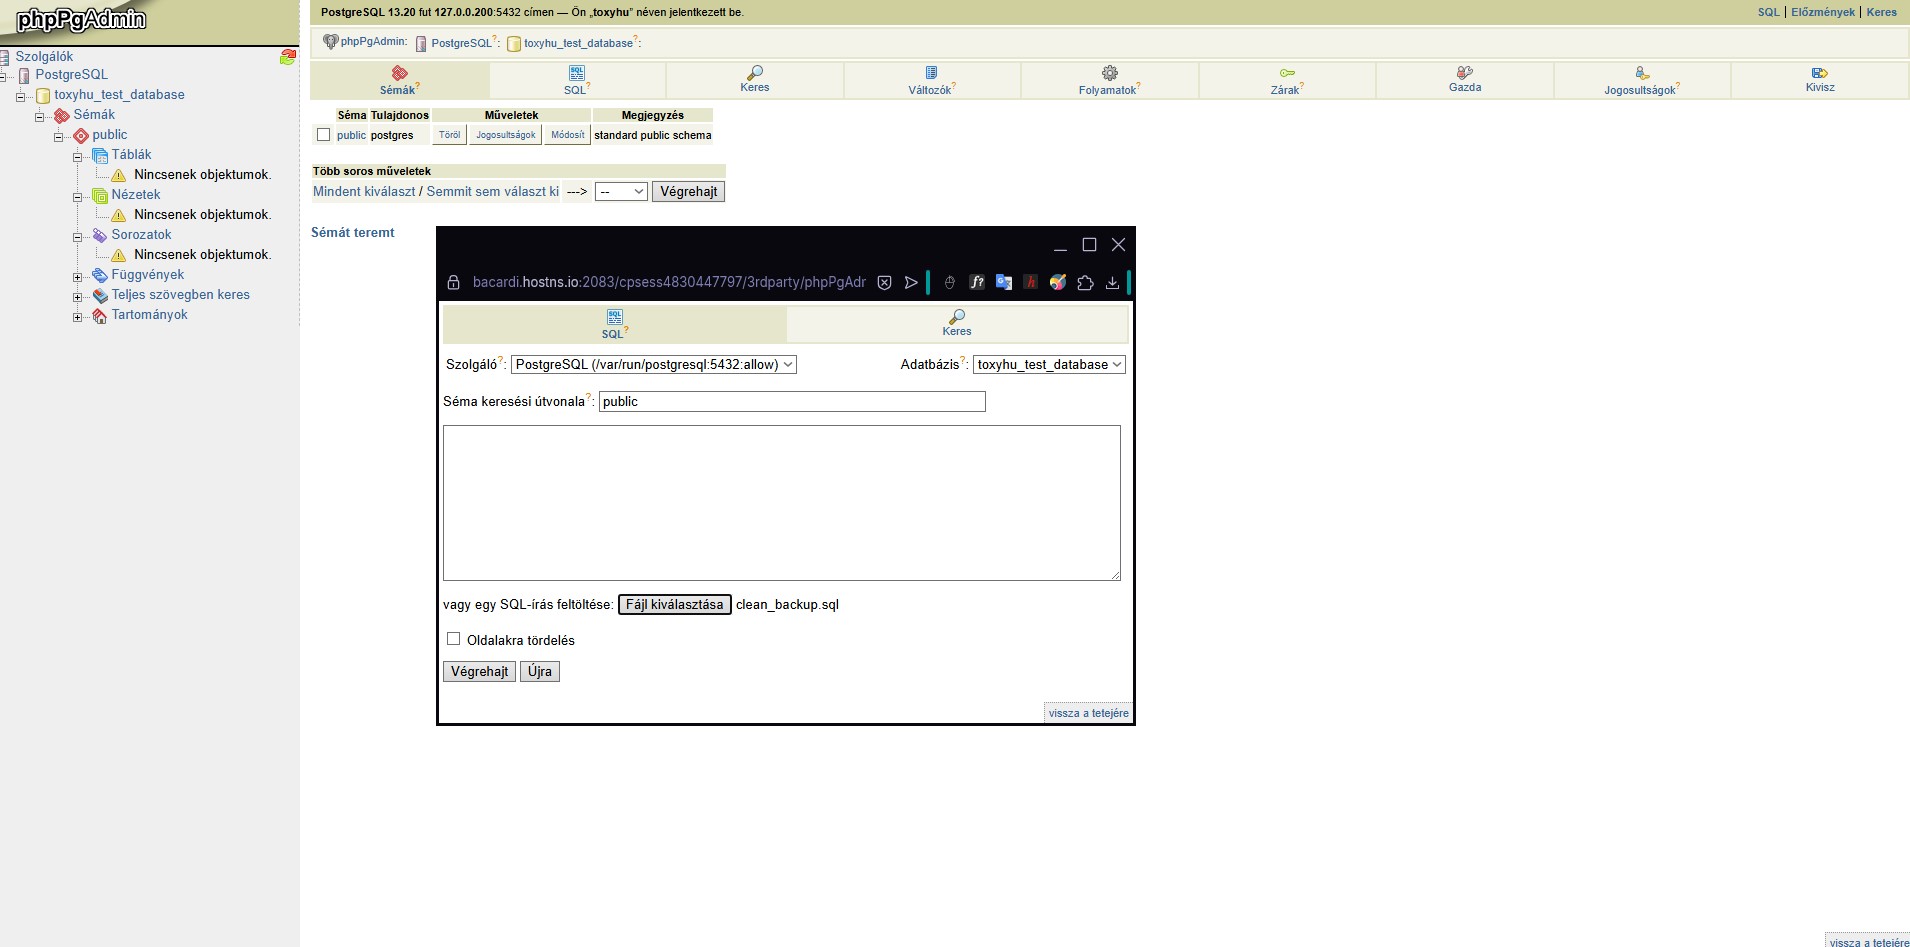 phpPgAdmin
Szolgálók
PostgreSQL
toxyhu_test_database
Sémák
public
Táblák
Nincsenek objektumok.
Nézetek
Nincsenek objektumok.
Sorozatok
Nincsenek objektumok.
Függvények
Teljes szövegben keres
Tartományok
PostgreSQL 13.20 fut 127.0.0.200:5432 címen — Ön „toxyhu” néven jelentkezett be.
SQL | Előzmények | Keres
phpPgAdmin: PostgreSQL?: toxyhu_test_database?:
Sémák? SQL? Keres Változók? Folyamatok? Zárak? Gazda Jogosultságok? Kivisz
Séma Tulajdonos Műveletek Megjegyzés
public postgres Töröl Jogosultságok Módosít standard public schema
Több soros műveletek
Mindent kiválaszt / Semmit sem választ ki ---> -- Végrehajt
Sémát teremt
bacardi.hostns.io:2083/cpsess4830447797/3rdparty/phpPgAdr
SQL? Keres
Szolgáló?: PostgreSQL (/var/run/postgresql:5432:allow) Adatbázis?: toxyhu_test_database
Séma keresési útvonala?: public
vagy egy SQL-írás feltöltése: Fájl kiválasztása clean_backup.sql
Oldalakra tördelés
Végrehajt Újra
vissza a tetejére
vissza a tetejére